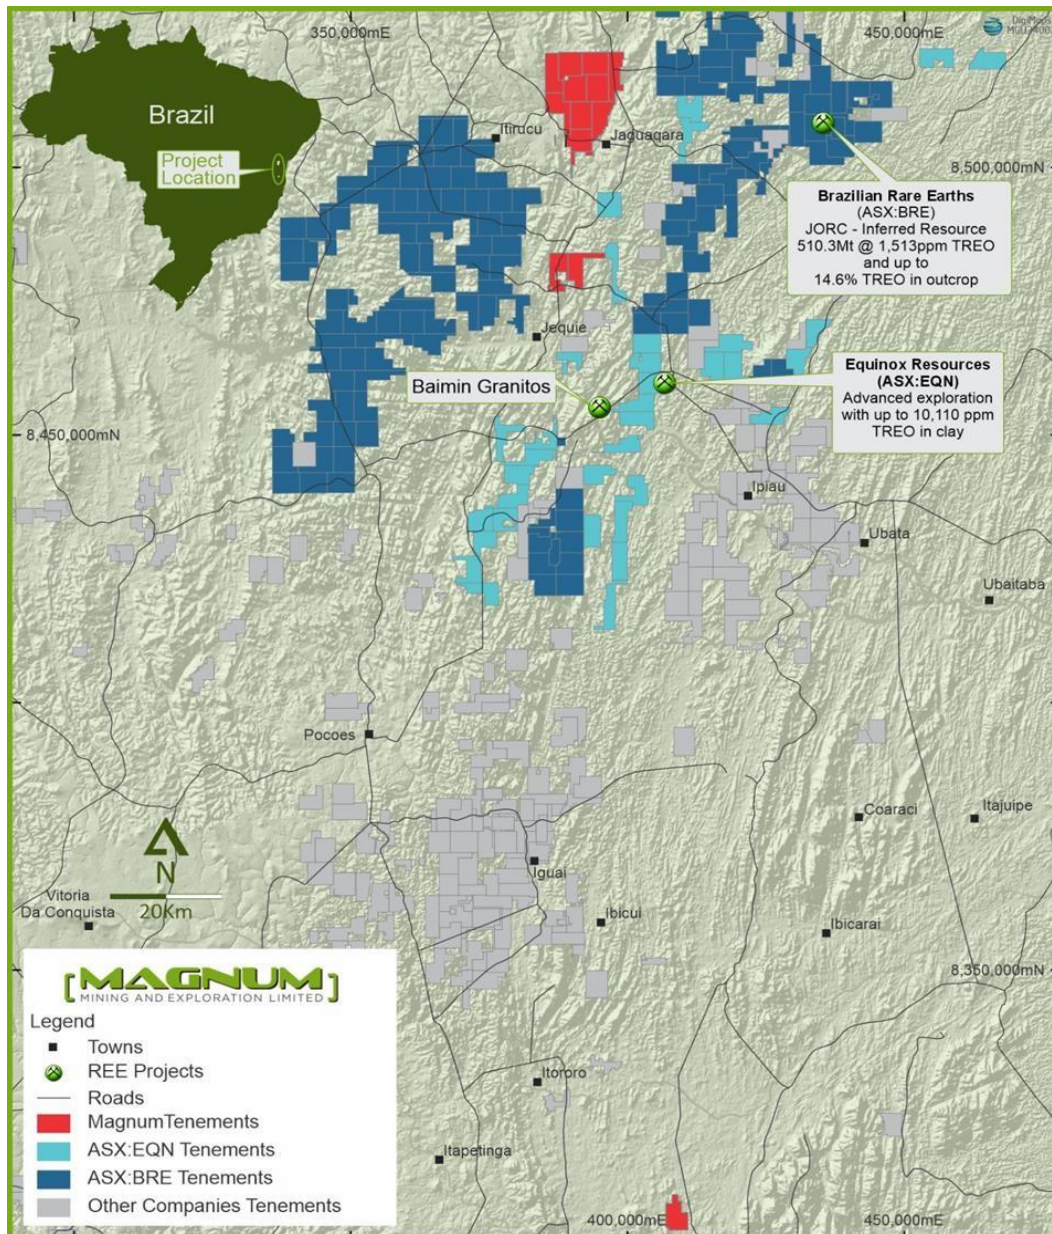 350,000mE
450,000mE
DigiMaps
Brazil
Project
Location
Itirucu
Jaguaqara
8,500,000mN
Brazilian Rare Earths
(ASX:BRE)
JORC - Inferred Resource
510.3Mt @ 1,513ppm TREO
and up to
14.6% TREO in outcrop
Jequie
Baimin Granitos
Equinox Resources
(ASX:EQN)
Advanced exploration
with up to 10,110 ppm
TREO in clay
8,450,000mN
Ipiau
Ubata
Ubaitaba
Pocoes
Coaraci
Itajuipe
N
20Km
Iguai
Vitoria
Da Conquista
Ibicui
Ibicarai
8,350,000mN
[MAGNUM]
MINING AND EXPLORATION LIMITED
Legend
Towns
REE Projects
Roads
MagnumTenements
ASX:EQN Tenements
ASX:BRE Tenements
Other Companies Tenements
Itororo
Itapetinga
400,000mE
450,000mE